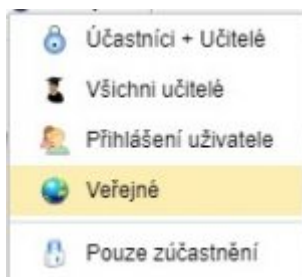 Účastníci + Učitelé
Všichni učitelé
Přihlášení uživatele
Veřejné
Pouze zúčastnění